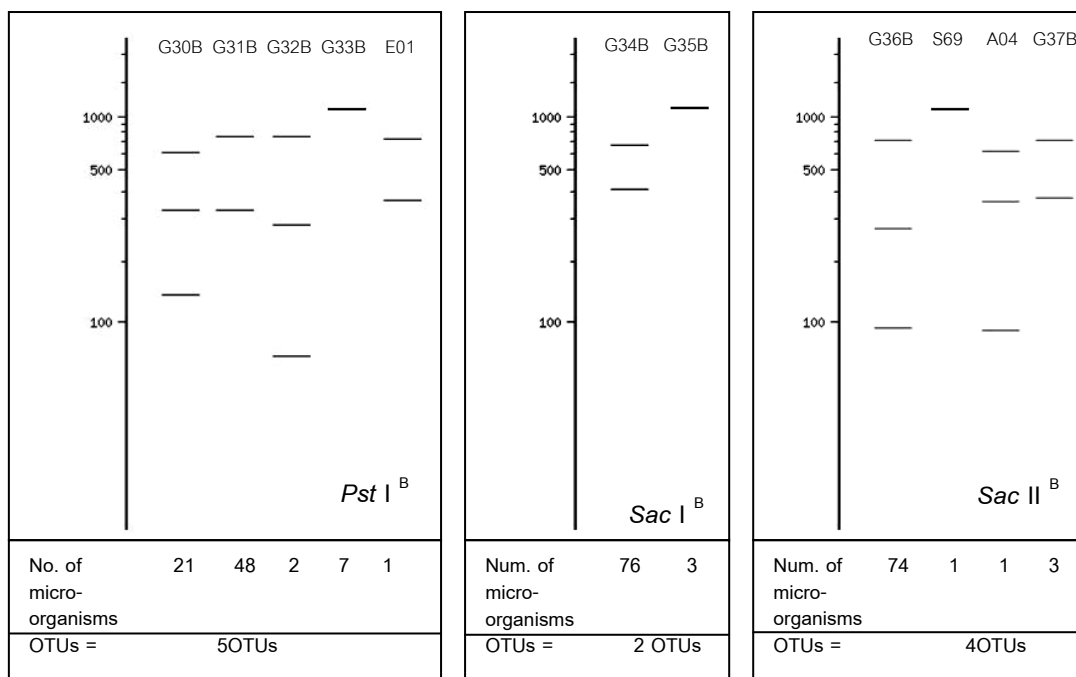 G30B G31B G32B G33B E01
1000
500
100
Pst I B
No. of 21 48 2 7 1
micro-
organisms
OTUs = 5OTUs
G34B G35B
1000
500
100
Sac I B
Num. of 76 3
micro-
organisms
OTUs = 2 OTUs
G36B S69 A04 G37B
1000
500
100
Sac II B
Num. of 74 1 1 3
micro-
organisms
OTUs = 4OTUs